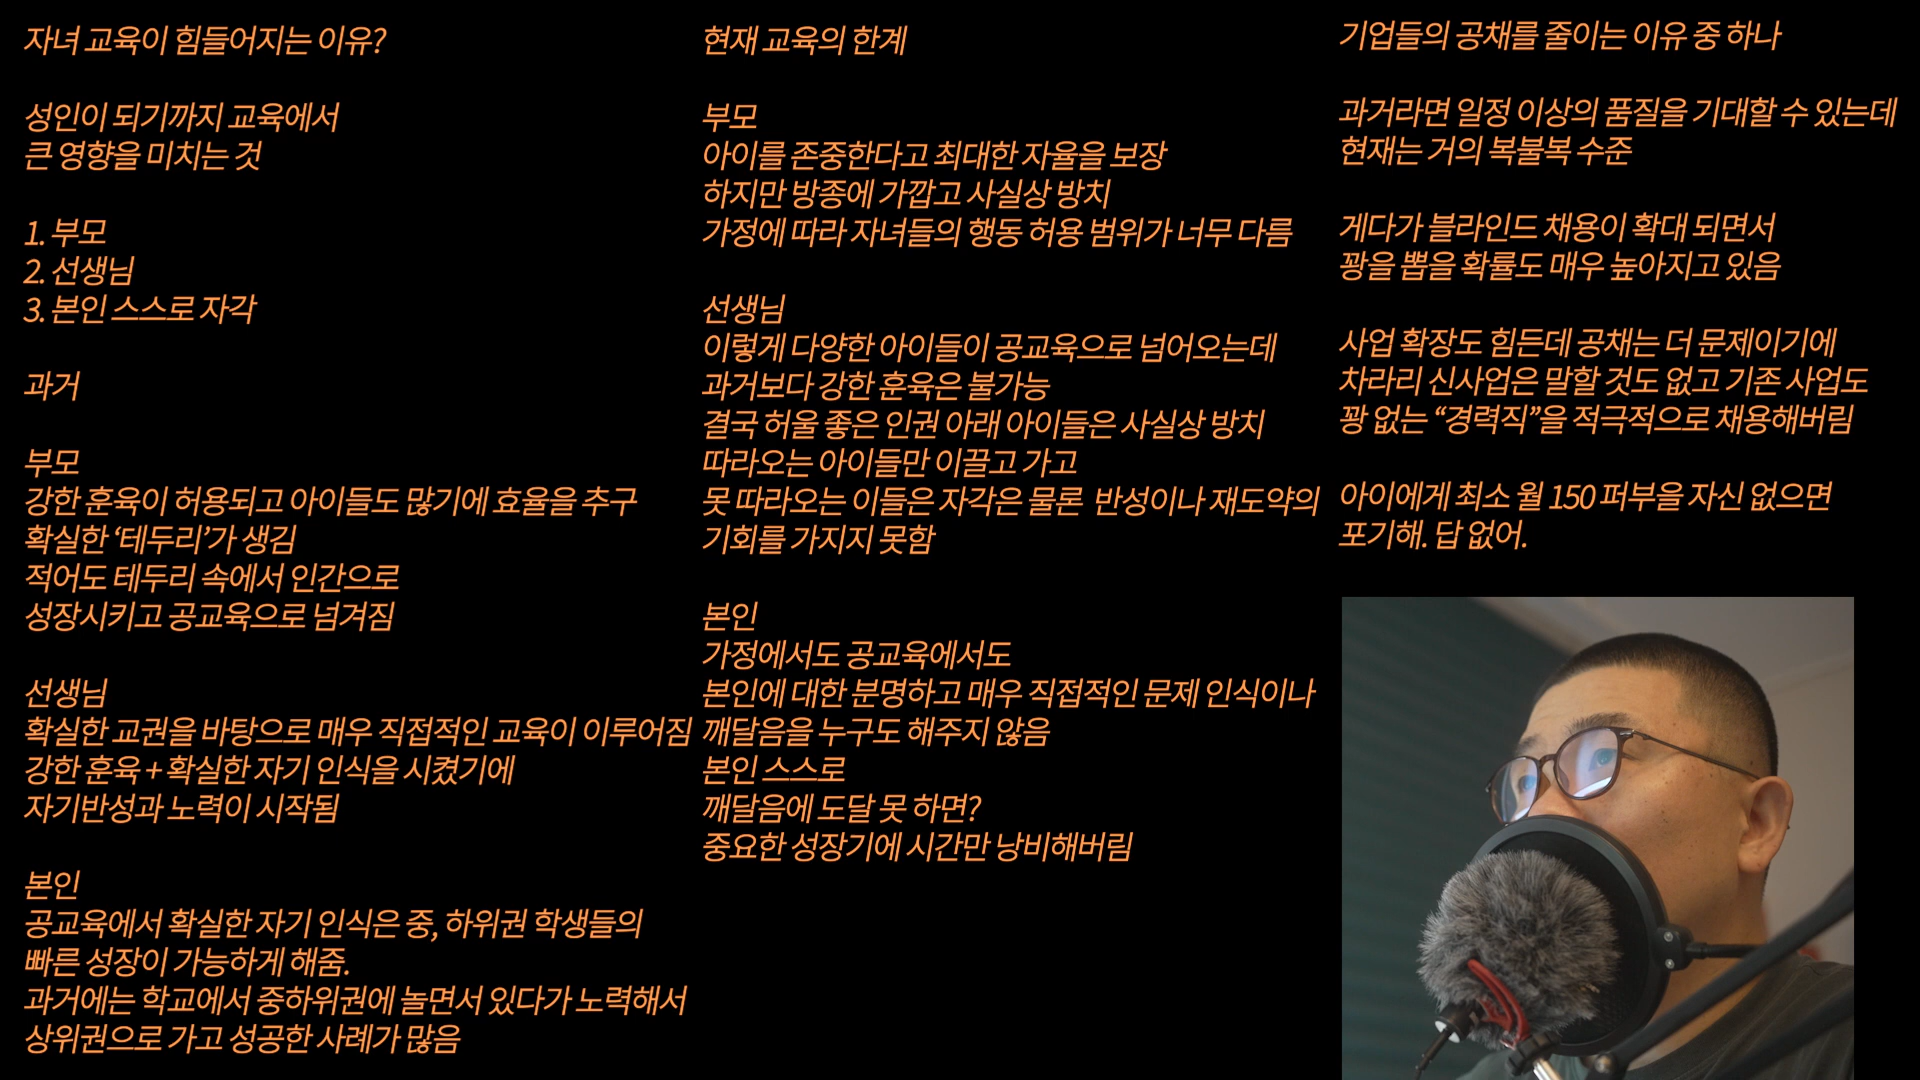 자녀 교육이 힘들어지는 이유?
성인이 되기까지 교육에서
큰 영향을 미치는 것
1. 부모
2. 선생님
3. 본인 스스로 자각
과거
부모
강한 훈육이 허용되고 아이들도 많기에 효율을 추구
확실한 ‘테두리’가 생김
적어도 테두리 속에서 인간으로
성장시키고 공교육으로 넘겨짐
선생님
확실한 교권을 바탕으로 매우 직접적인 교육이 이루어짐
강한 훈육 + 확실한 자기 인식을 시켰기에
자기반성과 노력이 시작됨
본인
공교육에서 확실한 자기 인식은 중, 하위권 학생들의
빠른 성장이 가능하게 해줌.
과거에는 학교에서 중하위권에 놀면서 있다가 노력해서
상위권으로 가고 성공한 사례가 많음
현재 교육의 한계
부모
아이를 존중한다고 최대한 자율을 보장
하지만 방종에 가깝고 사실상 방치
가정에 따라 자녀들의 행동 허용 범위가 너무 다름
선생님
이렇게 다양한 아이들이 공교육으로 넘어오는데
과거보다 강한 훈육은 불가능
결국 허울 좋은 인권 아래 아이들은 사실상 방치
따라오는 아이들만 이끌고 가고
못 따라오는 이들은 자각은 물론 반성이나 재도약의
기회를 가지지 못함
본인
가정에서도 공교육에서도
본인에 대한 분명하고 매우 직접적인 문제 인식이나
깨달음을 누구도 해주지 않음
본인 스스로
깨달음에 도달 못 하면?
중요한 성장기에 시간만 낭비해버림
기업들의 공채를 줄이는 이유 중 하나
과거라면 일정 이상의 품질을 기대할 수 있는데
현재는 거의 복불복 수준
게다가 블라인드 채용이 확대 되면서
꽝을 뽑을 확률도 매우 높아지고 있음
사업 확장도 힘든데 공채는 더 문제이기에
차라리 신사업은 말할 것도 없고 기존 사업도
꽝 없는 “경력직”을 적극적으로 채용해버림
아이에게 최소 월 150 퍼부을 자신 없으면
포기해. 답 없어.